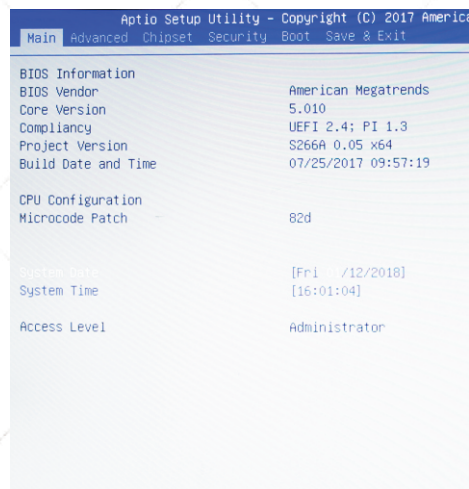 Aptio Setup Utility - Copyright (C) 2017 America
Main Advanced Chipset Security Boot Save & Exit
BIOS Information
BIOS Vendor American Megatrends
Core Version 5.010
Compliancy UEFI 2.4; PI 1.3
Project Version S266A 0.05 x64
Build Date and Time 07/25/2017 09:57:19
CPU Configuration
Microcode Patch 82d
System Date [Fri /12/2018]
System Time [16:01:04]
Access Level Administrator